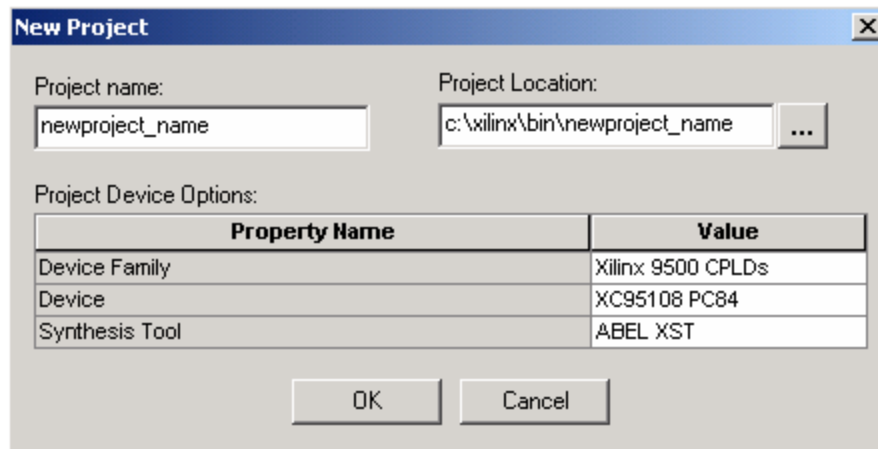 New Project
Project name:
Project Location:
newproject_name
c:\xilinx\bin\newproject_name
...
Project Device Options:
Property Name Value
Device Family Xilinx 9500 CPLDs
Device XC95108 PC84
Synthesis Tool ABEL XST
OK Cancel